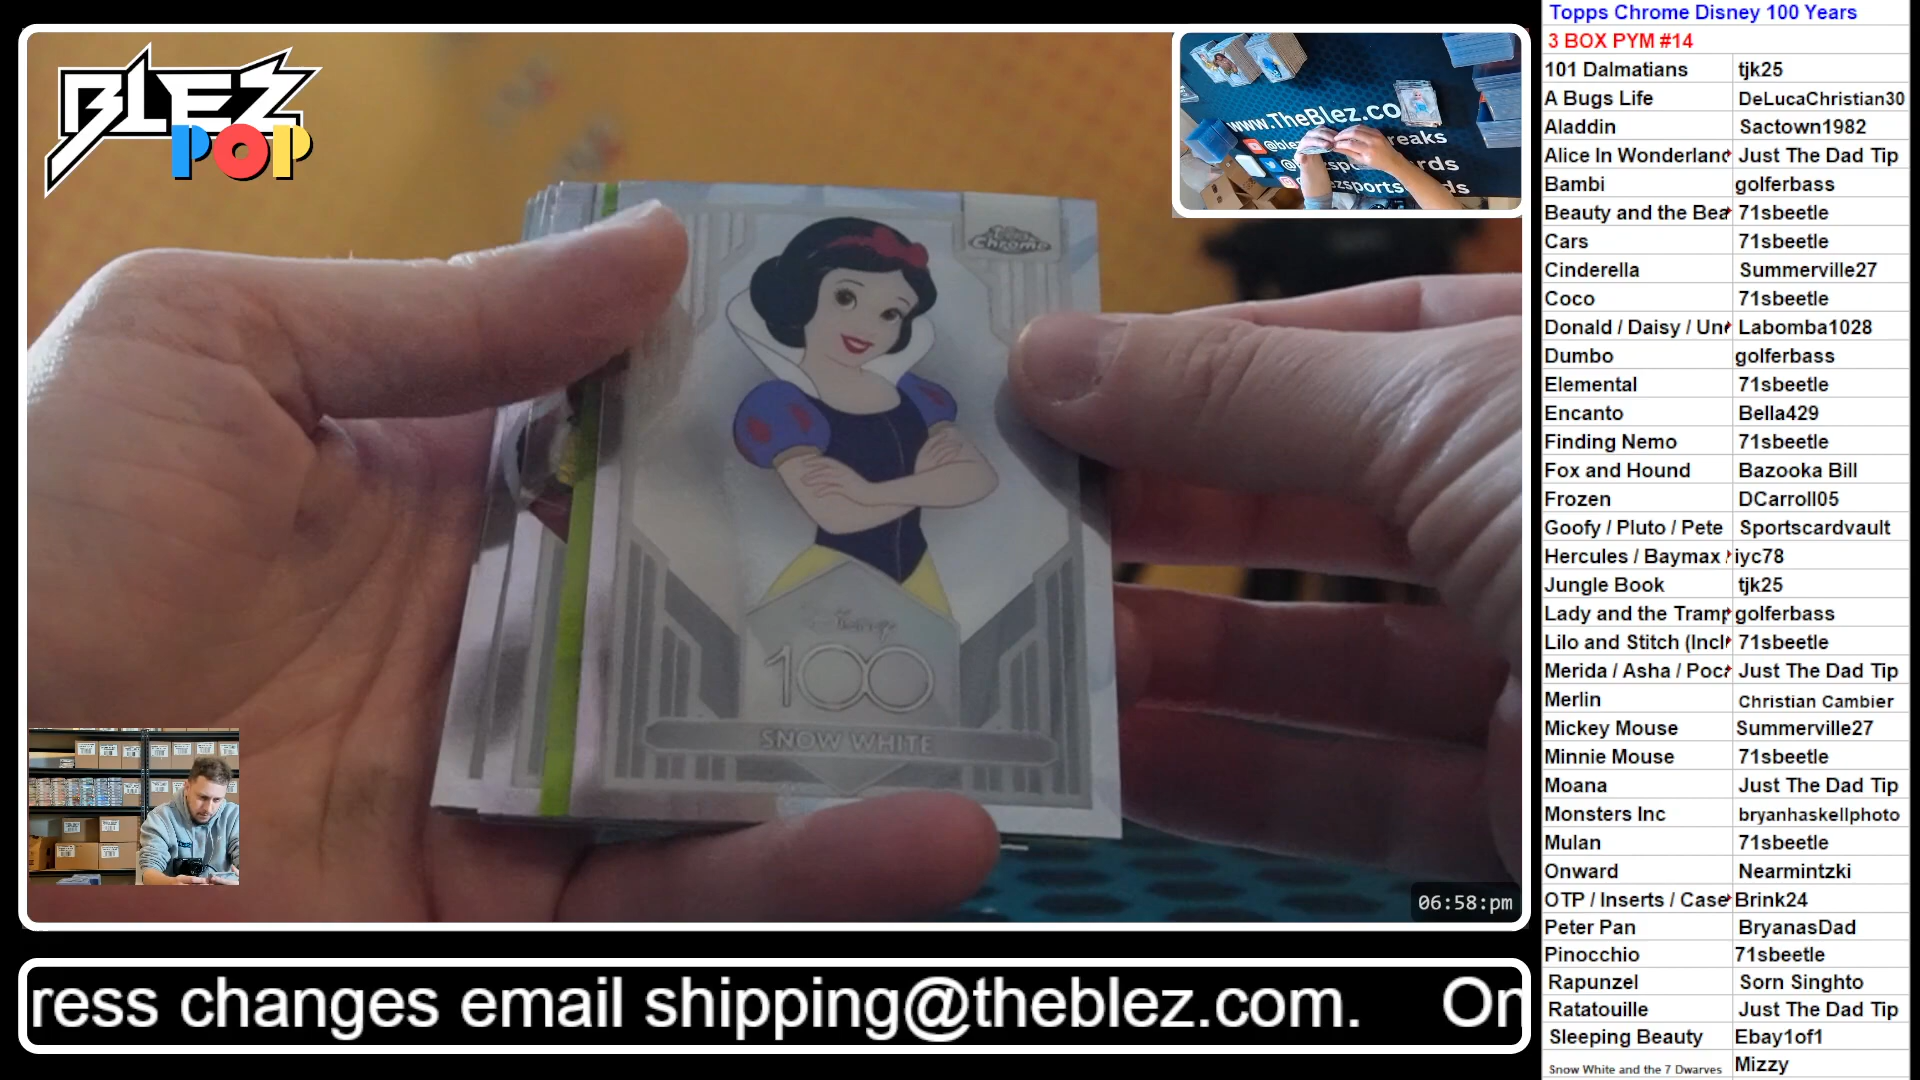 BLEZ
POP
Topps
Chrome
Disney
100
SNOW WHITE
www.TheBlez.co
reaks
06:58:pm
ress changes email shipping@theblez.com. On
Topps Chrome Disney 100 Years
3 BOX PYM #14
101 Dalmatians tjk25
A Bugs Life DeLucaChristian30
Aladdin Sactown1982
Alice In Wonderland Just The Dad Tip
Bambi golferbass
Beauty and the Bea 71sbeetle
Cars 71sbeetle
Cinderella Summerville27
Coco 71sbeetle
Donald / Daisy / Un Labomba1028
Dumbo golferbass
Elemental 71sbeetle
Encanto Bella429
Finding Nemo 71sbeetle
Fox and Hound Bazooka Bill
Frozen DCarroll05
Goofy / Pluto / Pete Sportscardvault
Hercules / Baymax / iyc78
Jungle Book tjk25
Lady and the Tramp golferbass
Lilo and Stitch (Incl 71sbeetle
Merida / Asha / Poca Just The Dad Tip
Merlin Christian Cambier
Mickey Mouse Summerville27
Minnie Mouse 71sbeetle
Moana Just The Dad Tip
Monsters Inc bryanhaskellphoto
Mulan 71sbeetle
Onward Nearmintzki
OTP / Inserts / Case Brink24
Peter Pan BryanasDad
Pinocchio 71sbeetle
Rapunzel Sorn Singhto
Ratatouille Just The Dad Tip
Sleeping Beauty Ebay1of1
Snow White and the 7 Dwarves Mizzy